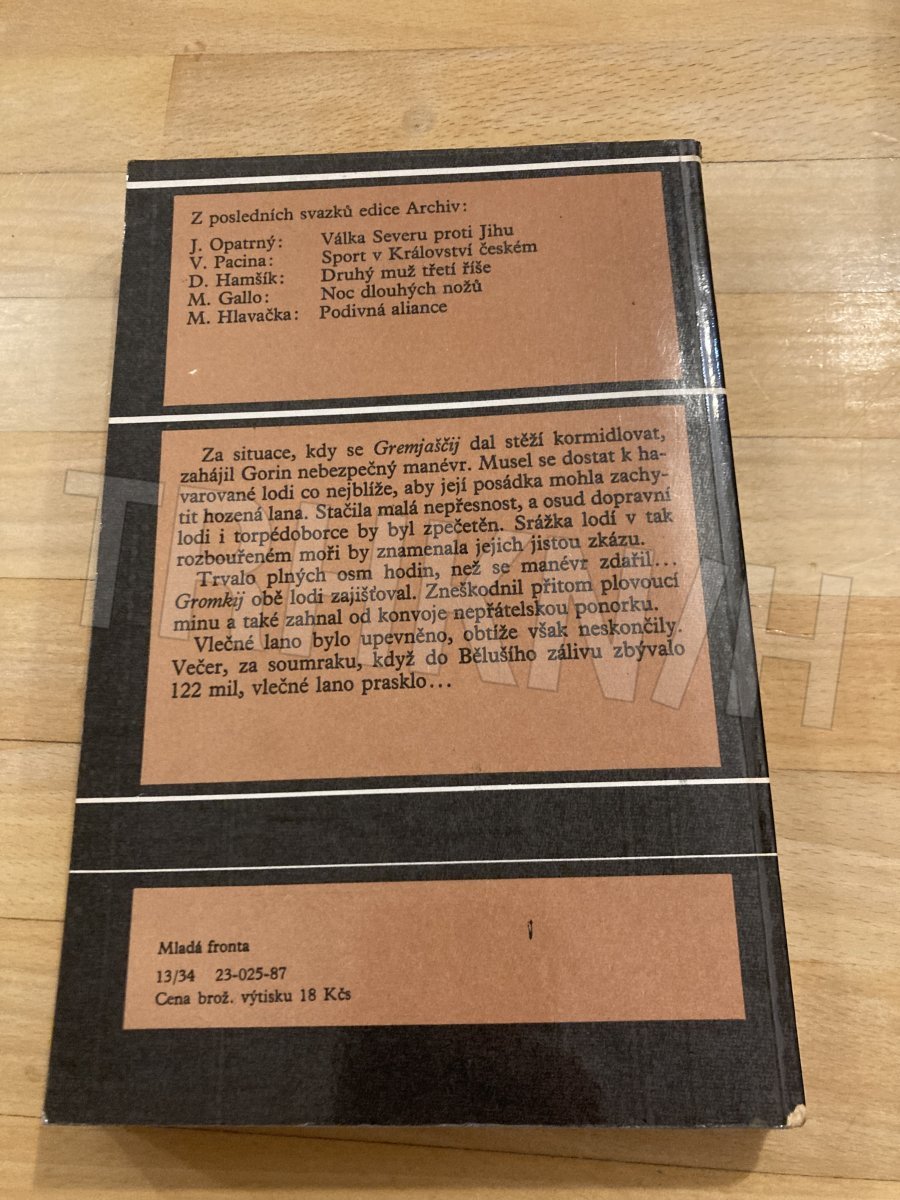 Z posledních svazků edice Archiv:
J. Opatrný: Válka Severu proti Jihu
V. Pacina: Sport v Království českém
D. Hamšík: Druhý muž třetí říše
M. Gallo: Noc dlouhých nožů
M. Hlavačka: Podivná aliance
Za situace, kdy se Gremjaščij dal stěží kormidlovat,
zahájil Gorin nebezpečný manévr. Musel se dostat k ha-
varované lodi co nejblíže, aby její posádka mohla zachy-
tit hozená lana. Stačila malá nepřesnost, a osud dopravní
lodi i torpédoborce by byl zpečetěn. Srážka lodí v tak
rozbouřeném moři by znamenala jejich jistou zkázu.
Trvalo plných osm hodin, než se manévr zdařil...
Gromkij obě lodi zajišťoval. Zneškodnil přitom plovoucí
minu a také zahnal od konvoje nepřátelskou ponorku.
Vlečné lano bylo upevněno, obtíže však neskončily.
Večer, za soumraku, když do Bělušího zálivu zbývalo
122 mil, vlečné lano prasklo...
Mladá fronta
13/34 23-025-87
Cena brož. výtisku 18 Kčs